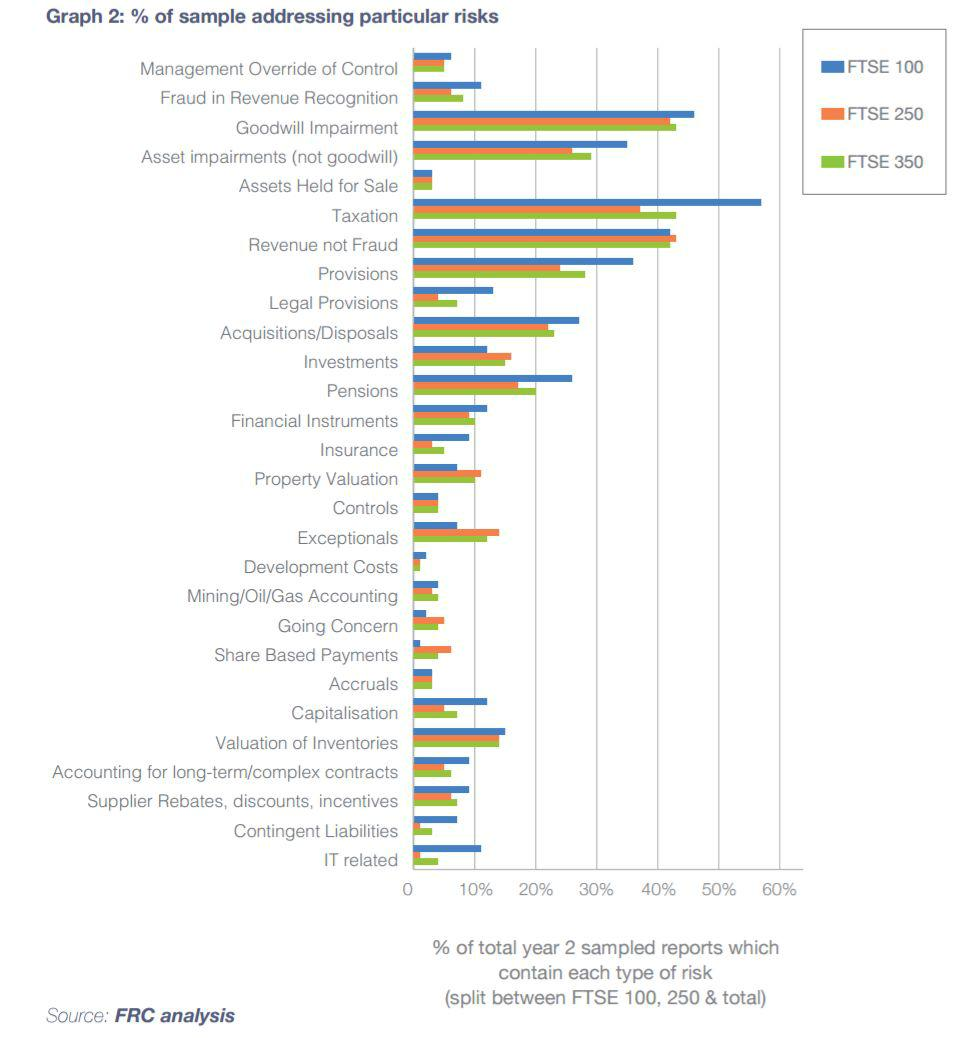 Graph 2: % of sample addressing particular risks
FTSE 100
FTSE 250
FTSE 350
Management Override of Control
Fraud in Revenue Recognition
Goodwill Impairment
Asset impairments (not goodwill)
Assets Held for Sale
Taxation
Revenue not Fraud
Provisions
Legal Provisions
Acquisitions/Disposals
Investments
Pensions
Financial Instruments
Insurance
Property Valuation
Controls
Exceptionals
Development Costs
Mining/Oil/Gas Accounting
Going Concern
Share Based Payments
Accruals
Capitalisation
Valuation of Inventories
Accounting for long-term/complex contracts
Supplier Rebates, discounts, incentives
Contingent Liabilities
IT related
0 10% 20% 30% 40% 50% 60%
% of total year 2 sampled reports which
contain each type of risk
(split between FTSE 100, 250 & total)
Source: FRC analysis